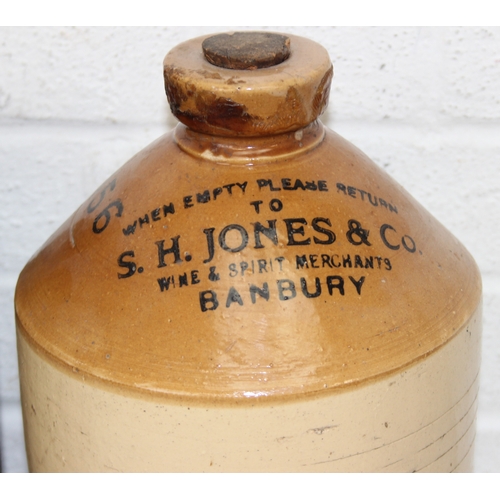 WHEN EMPTY PLEASE RETURN
TO
S. H. JONES & CO.
WINE & SPIRIT MERCHANTS
BANBURY